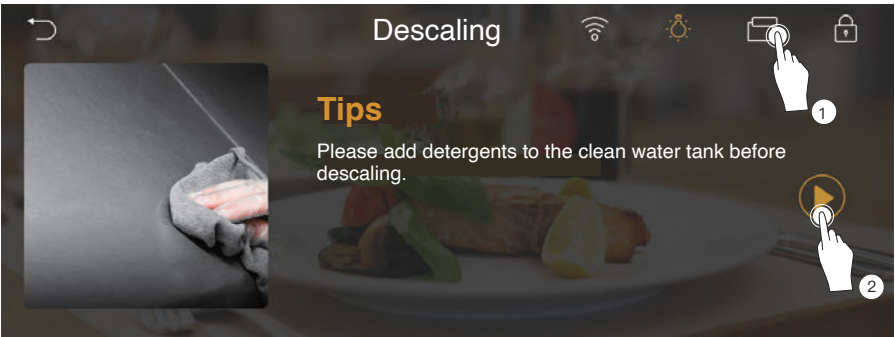 Descaling
1
Tips
Please add detergents to the clean water tank before
descaling.
2